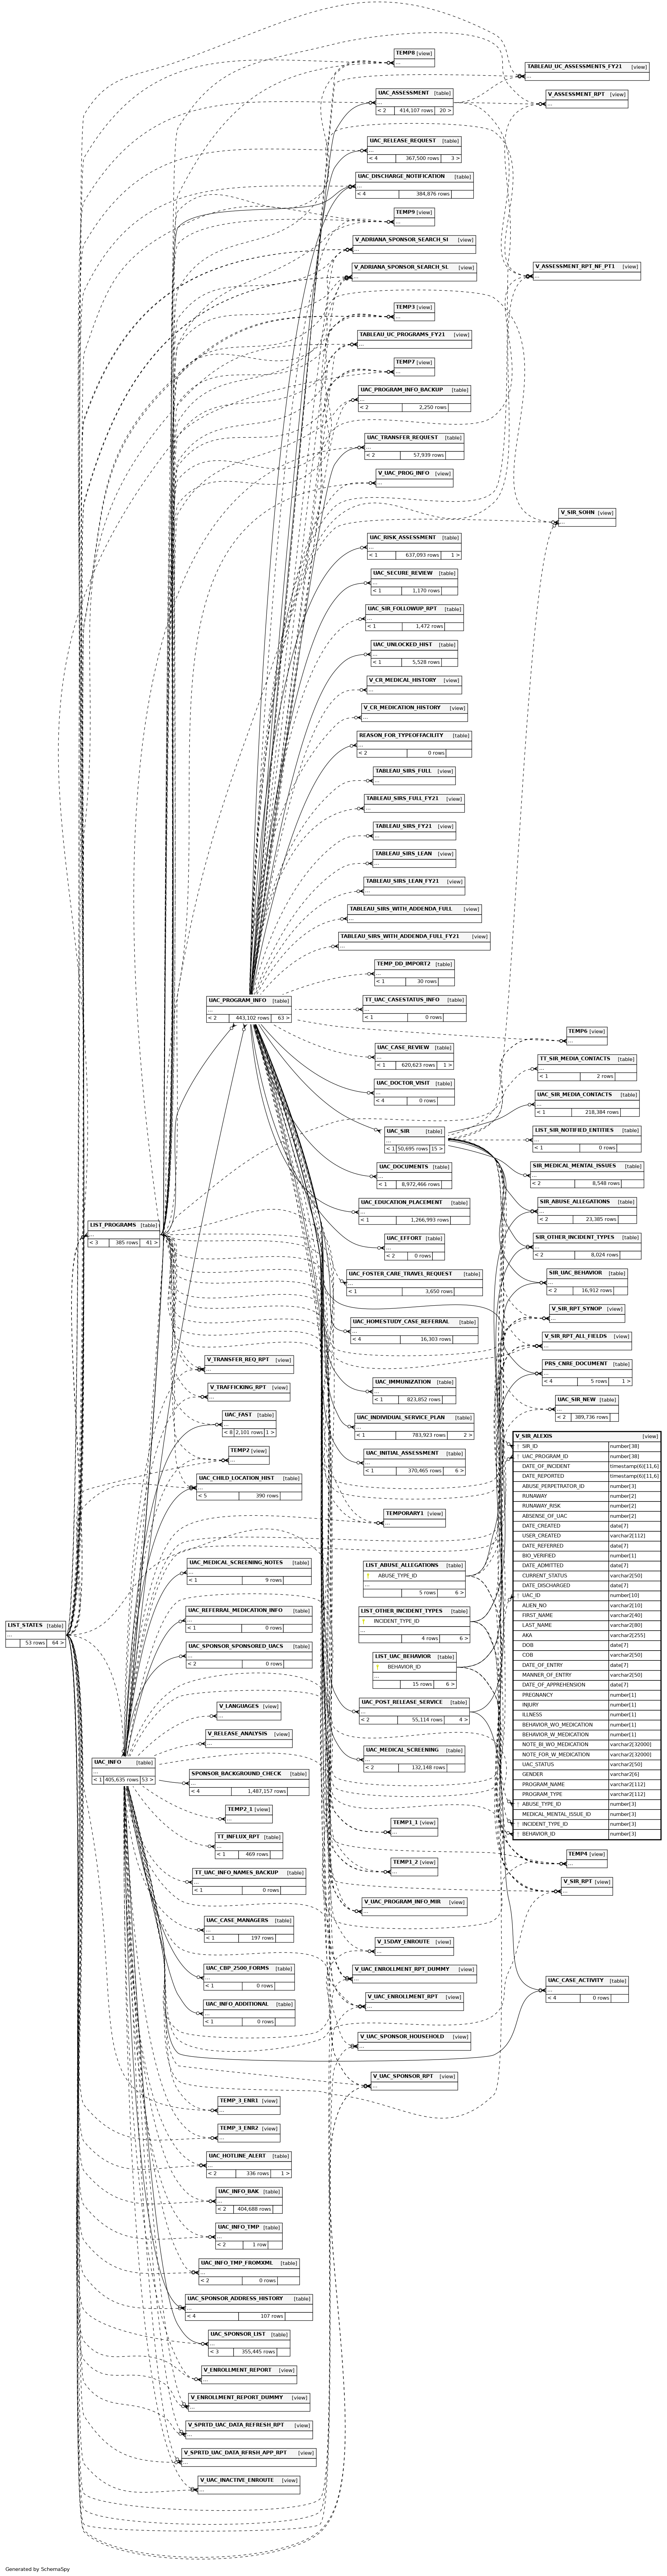 TEMP8 [view]
...
TABLEAU_UC_ASSESSMENTS_FY21 [view]
...
UAC_ASSESSMENT [table]
...
< 2 414,107 rows 20 >
V_ASSESSMENT_RPT [view]
...
UAC_RELEASE_REQUEST [table]
...
< 4 367,500 rows 3 >
UAC_DISCHARGE_NOTIFICATION [table]
...
< 4 384,876 rows
TEMP9 [view]
...
V_ADRIANA_SPONSOR_SEARCH_SI [view]
...
V_ADRIANA_SPONSOR_SEARCH_SL [view]
...
V_ASSESSMENT_RPT_NF_PT1 [view]
...
TEMP3 [view]
...
TABLEAU_UC_PROGRAMS_FY21 [view]
...
TEMP7 [view]
...
UAC_PROGRAM_INFO_BACKUP [table]
...
< 2 2,250 rows
UAC_TRANSFER_REQUEST [table]
...
< 2 57,939 rows
V_UAC_PROG_INFO [view]
...
V_SIR_SOHN [view]
...
UAC_RISK_ASSESSMENT [table]
...
< 1 637,093 rows 1 >
UAC_SECURE_REVIEW [table]
...
< 1 1,170 rows
UAC_SIR_FOLLOWUP_RPT [table]
...
< 1 1,472 rows
UAC_UNLOCKED_HIST [table]
...
< 1 5,528 rows
V_CR_MEDICAL_HISTORY [view]
...
V_CR_MEDICATION_HISTORY [view]
...
REASON_FOR_TYPEOFFACILITY [table]
...
< 2 0 rows
TABLEAU_SIRS_FULL [view]
...
TABLEAU_SIRS_FULL_FY21 [view]
...
TABLEAU_SIRS_FY21 [view]
...
TABLEAU_SIRS_LEAN [view]
...
TABLEAU_SIRS_LEAN_FY21 [view]
...
TABLEAU_SIRS_WITH_ADDENDA_FULL [view]
...
TABLEAU_SIRS_WITH_ADDENDA_FULL_FY21 [view]
...
TEMP_DD_IMPORT2 [table]
...
< 1 30 rows
UAC_PROGRAM_INFO [table]
...
< 2 443,102 rows 63 >
TT_UAC_CASESTATUS_INFO [table]
...
< 1 0 rows
TEMP6 [view]
...
UAC_CASE_REVIEW [table]
...
< 1 620,623 rows 1 >
TT_SIR_MEDIA_CONTACTS [table]
...
< 1 2 rows
UAC_DOCTOR_VISIT [table]
...
< 4 0 rows
UAC_SIR_MEDIA_CONTACTS [table]
...
< 1 218,384 rows
UAC_SIR [table]
...
< 1 50,695 rows 15 >
LIST_SIR_NOTIFIED_ENTITIES [table]
...
< 1 0 rows
UAC_DOCUMENTS [table]
...
< 1 8,972,466 rows
SIR_MEDICAL_MENTAL_ISSUES [table]
...
< 2 8,548 rows
UAC_EDUCATION_PLACEMENT [table]
...
< 1 1,266,993 rows
SIR_ABUSE_ALLEGATIONS [table]
...
< 2 23,385 rows
LIST_PROGRAMS [table]
...
< 3 385 rows 41 >
UAC_EFFORT [table]
...
< 2 0 rows
SIR_OTHER_INCIDENT_TYPES [table]
...
< 2 8,024 rows
UAC_FOSTER_CARE_TRAVEL_REQUEST [table]
...
< 1 3,650 rows
SIR_UAC_BEHAVIOR [table]
...
< 2 16,912 rows
V_SIR_RPT_SYNOP [view]
...
UAC_HOMESTUDY_CASE_REFERRAL [table]
...
< 4 16,303 rows
V_SIR_RPT_ALL_FIELDS [view]
...
V_TRANSFER_REQ_RPT [view]
...
PRS_CNRE_DOCUMENT [table]
...
< 4 5 rows 1 >
V_TRAFFICKING_RPT [view]
...
UAC_IMMUNIZATION [table]
...
< 1 823,852 rows
UAC_SIR_NEW [table]
...
< 2 389,736 rows
UAC_FAST [table]
...
< 8 2,101 rows 1 >
UAC_INDIVIDUAL_SERVICE_PLAN [table]
...
< 1 783,923 rows 2 >
TEMP2 [view]
...
UAC_INITIAL_ASSESSMENT [table]
...
< 1 370,465 rows 6 >
UAC_CHILD_LOCATION_HIST [table]
...
< 5 390 rows
TEMPORARY1 [view]
...
V_SIR_ALEXIS [view]
SIR_ID number[38]
UAC_PROGRAM_ID number[38]
DATE_OF_INCIDENT timestamp(6)[11,6]
DATE_REPORTED timestamp(6)[11,6]
ABUSE_PERPETRATOR_ID number[3]
RUNAWAY number[2]
RUNAWAY_RISK number[2]
ABSENSE_OF_UAC number[2]
DATE_CREATED date[7]
USER_CREATED varchar2[112]
DATE_REFERRED date[7]
BIO_VERIFIED number[1]
DATE_ADMITTED date[7]
CURRENT_STATUS varchar2[50]
DATE_DISCHARGED date[7]
UAC_ID number[10]
ALIEN_NO varchar2[10]
FIRST_NAME varchar2[40]
LAST_NAME varchar2[80]
AKA varchar2[255]
DOB date[7]
COB varchar2[50]
DATE_OF_ENTRY date[7]
MANNER_OF_ENTRY varchar2[50]
DATE_OF_APPREHENSION date[7]
PREGNANCY number[1]
INJURY number[1]
ILLNESS number[1]
BEHAVIOR_WO_MEDICATION number[1]
BEHAVIOR_W_MEDICATION number[1]
NOTE_BI_WO_MEDICATION varchar2[32000]
NOTE_FOR_W_MEDICATION varchar2[32000]
UAC_STATUS varchar2[50]
GENDER varchar2[6]
PROGRAM_NAME varchar2[112]
PROGRAM_TYPE varchar2[112]
ABUSE_TYPE_ID number[3]
MEDICAL_MENTAL_ISSUE_ID number[3]
INCIDENT_TYPE_ID number[3]
BEHAVIOR_ID number[3]
UAC_MEDICAL_SCREENING_NOTES [table]
...
< 1 9 rows
LIST_ABUSE_ALLEGATIONS [table]
ABUSE_TYPE_ID
...
5 rows 6 >
UAC_REFERRAL_MEDICATION_INFO [table]
...
< 1 0 rows
LIST_OTHER_INCIDENT_TYPES [table]
INCIDENT_TYPE_ID
...
4 rows 6 >
LIST_STATES [table]
...
53 rows 64 >
UAC_SPONSOR_SPONSORED_UACS [table]
...
< 2 0 rows
LIST_UAC_BEHAVIOR [table]
BEHAVIOR_ID
...
15 rows 6 >
V_LANGUAGES [view]
...
UAC_POST_RELEASE_SERVICE [table]
...
< 2 55,114 rows 4 >
V_RELEASE_ANALYSIS [view]
...
UAC_MEDICAL_SCREENING [table]
...
< 2 132,148 rows
UAC_INFO [table]
...
< 1 405,635 rows 53 >
SPONSOR_BACKGROUND_CHECK [table]
...
< 4 1,487,157 rows
TEMP2_1 [view]
...
TEMP1_1 [view]
...
TT_INFLUX_RPT [table]
...
< 1 469 rows
TEMP1_2 [view]
...
TEMP4 [view]
...
TT_UAC_INFO_NAMES_BACKUP [table]
...
< 1 0 rows
V_SIR_RPT [view]
...
V_UAC_PROGRAM_INFO_MIR [view]
...
UAC_CASE_MANAGERS [table]
...
< 1 197 rows
V_15DAY_ENROUTE [view]
...
UAC_CBP_2500_FORMS [table]
...
< 1 0 rows
V_UAC_ENROLLMENT_RPT_DUMMY [view]
...
UAC_CASE_ACTIVITY [table]
...
< 4 0 rows
UAC_INFO_ADDITIONAL [table]
...
< 1 0 rows
V_UAC_ENROLLMENT_RPT [view]
...
V_UAC_SPONSOR_HOUSEHOLD [view]
...
V_UAC_SPONSOR_RPT [view]
...
TEMP_3_ENR1 [view]
...
TEMP_3_ENR2 [view]
...
UAC_HOTLINE_ALERT [table]
...
< 2 336 rows 1 >
UAC_INFO_BAK [table]
...
< 2 404,688 rows
UAC_INFO_TMP [table]
...
< 2 1 row
UAC_INFO_TMP_FROMXML [table]
...
< 2 0 rows
UAC_SPONSOR_ADDRESS_HISTORY [table]
...
< 4 107 rows
UAC_SPONSOR_LIST [table]
...
< 3 355,445 rows
V_ENROLLMENT_REPORT [view]
...
V_ENROLLMENT_REPORT_DUMMY [view]
...
V_SPRTD_UAC_DATA_REFRESH_RPT [view]
...
V_SPRTD_UAC_DATA_RFRSH_APP_RPT [view]
...
V_UAC_INACTIVE_ENROUTE [view]
...
Generated by SchemaSpy